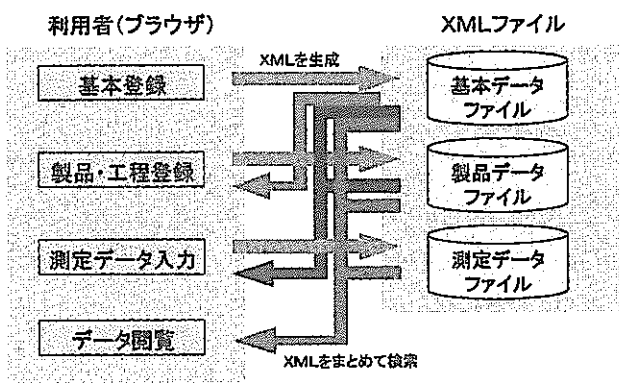 利用者(ブラウザ)
XMLファイル
XMLを生成
基本登録
基本データ
ファイル
製品・工程登録
製品データ
ファイル
測定データ入力
測定データ
ファイル
データ閲覧
XMLをまとめて検索